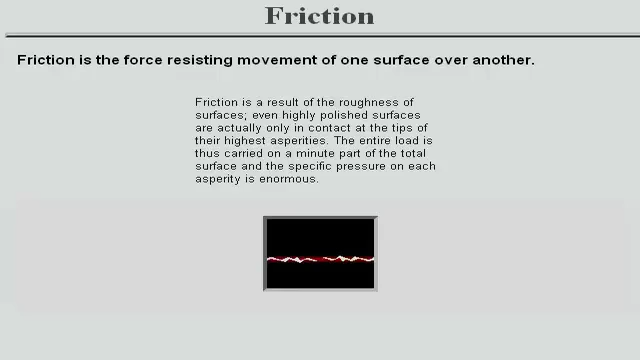 Friction
Friction is the force resisting movement of one surface over another.
Friction is a result of the roughness of
surfaces; even highly polished surfaces
are actually only in contact at the tips of
their highest asperities. The entire load is
thus carried on a minute part of the total
surface and the specific pressure on each
asperity is enormous.